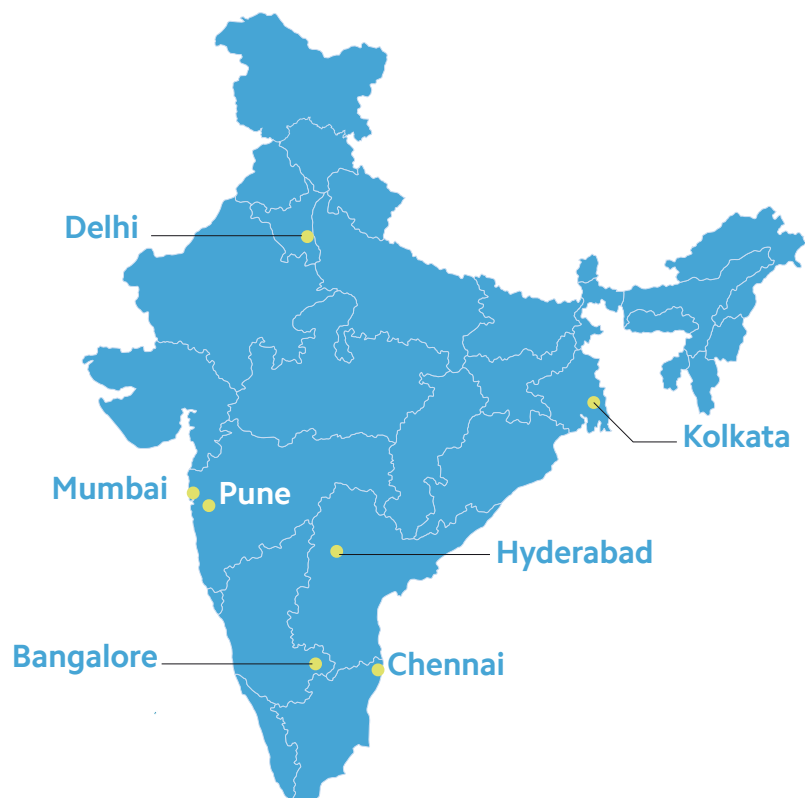 Delhi
Kolkata
Mumbai
Pune
Hyderabad
Bangalore
Chennai